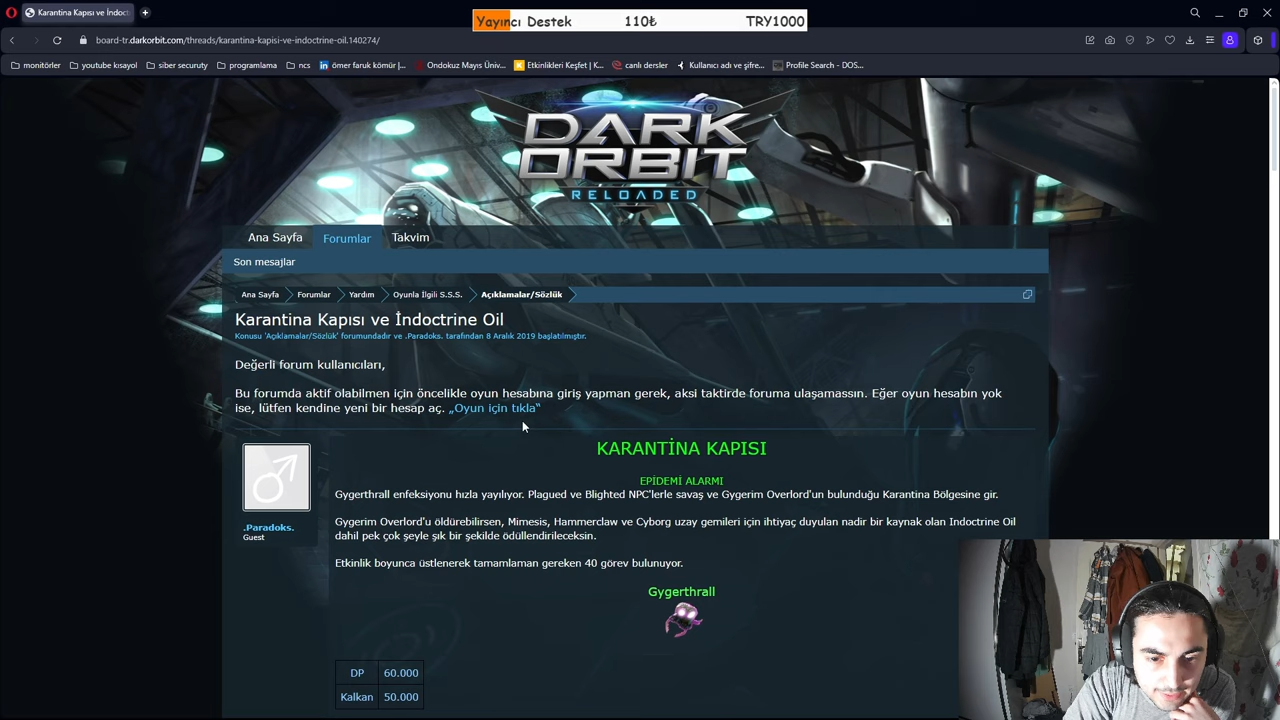 Karantina Kapısı ve İndoct
Yayıncı Destek 110₺ TRY1000
board-tr.darkorbit.com/threads/karantina-kapisi-ve-indoctrine-oil.140274/
monitörler
youtube kısayol
siber securuty
programlama
ncs
ömer faruk kömür |...
Ondokuz Mayıs Üniv...
Etkinlikleri Keşfet | K...
canlı dersler
Kullanıcı adı ve şifre...
Profile Search - DOS...
DARK
ORBIT
RELOADED
Ana Sayfa Forumlar Takvim
Son mesajlar
Ana Sayfa Forumlar Yardım Oyunla İlgili S.S.S. Açıklamalar/Sözlük
Karantina Kapısı ve İndoctrine Oil
Konusu 'Açıklamalar/Sözlük' forumundadır ve .Paradoks. tarafından 8 Aralık 2019 başlatılmıştır.
Değerli forum kullanıcıları,
Bu forumda aktif olabilmen için öncelikle oyun hesabına giriş yapman gerek, aksi taktirde foruma ulaşamassın. Eğer oyun hesabın yok
ise, lütfen kendine yeni bir hesap aç. „Oyun için tıkla“
KARANTİNA KAPISI
EPİDEMİ ALARMI
Gygerthrall enfeksiyonu hızla yayılıyor. Plagued ve Blighted NPC'lerle savaş ve Gygerim Overlord'un bulunduğu Karantina Bölgesine gir.
.Paradoks.
Guest
Gygerim Overlord'u öldürebilirsen, Mimesis, Hammerclaw ve Cyborg uzay gemileri için ihtiyaç duyulan nadir bir kaynak olan Indoctrine Oil
dahil pek çok şeyle şık bir şekilde ödüllendirileceksin.
Etkinlik boyunca üstlenerek tamamlaman gereken 40 görev bulunuyor.
Gygerthrall
DP 60.000
Kalkan 50.000